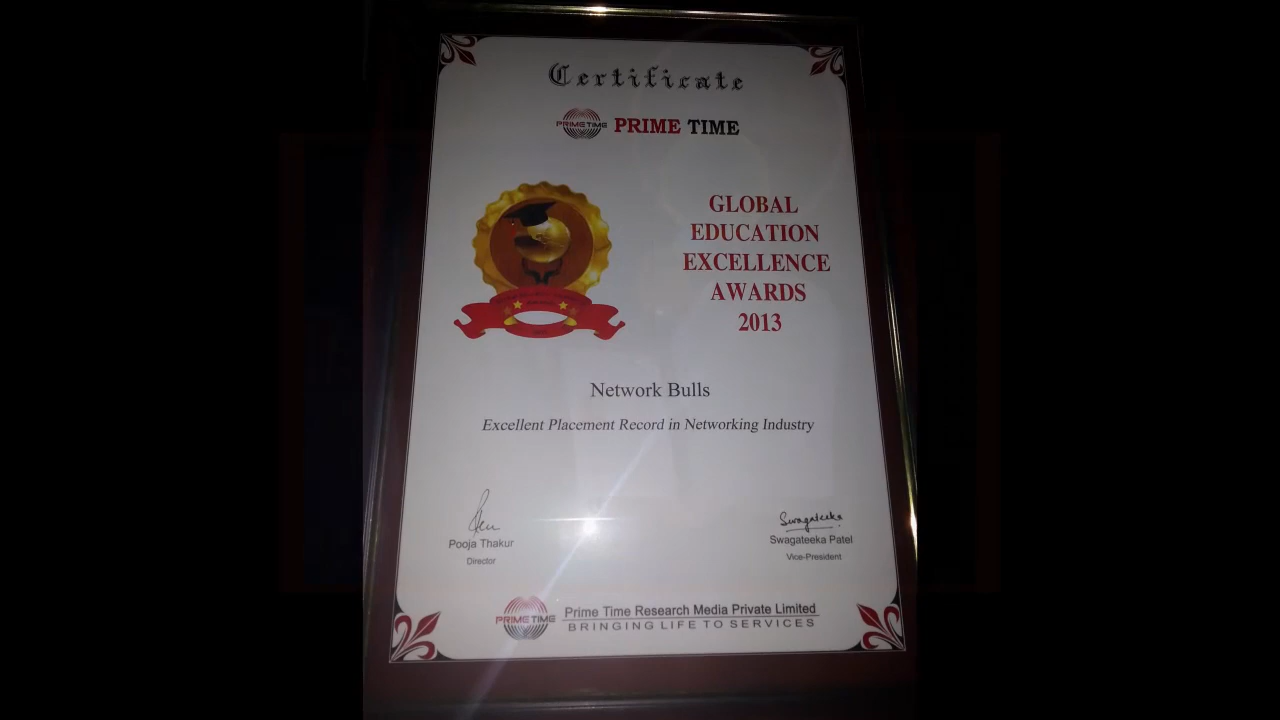 Certificate
PRIME TIME PRIME TIME
GLOBAL
EDUCATION
EXCELLENCE
AWARDS
2013
Network Bulls
Excellent Placement Record in Networking Industry
Swagateeka
Pooja Thakur
Director
Swagateeka Patel
Vice-President
PRIME TIME Prime Time Research Media Private Limited
BRINGING LIFE TO SERVICES